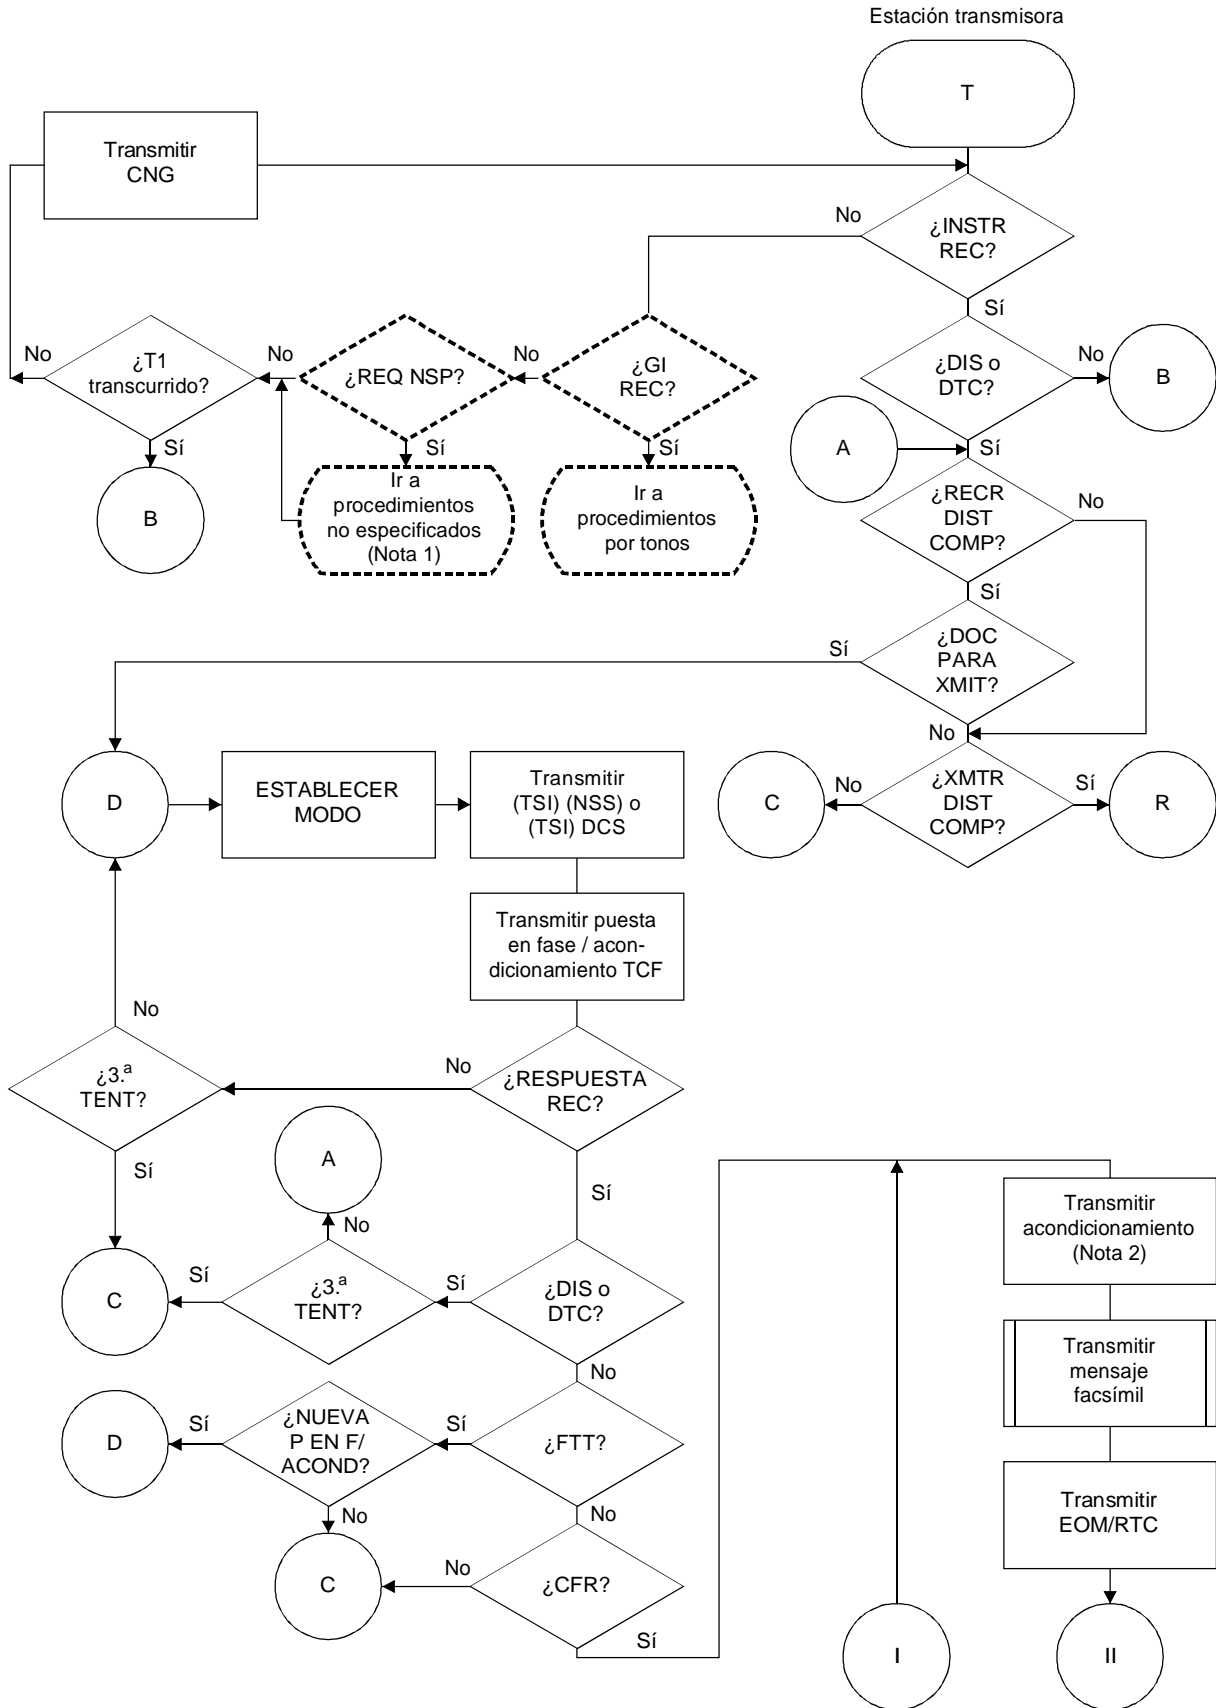 Estación transmisora
T
Transmitir
CNG
No
¿INSTR
REC?
Sí
No
¿T1
transcurrido?
No
¿REQ NSP?
No
¿GI
REC?
¿DIS o
DTC?
No
B
Sí
Sí
Sí
A
Sí
B
Ir a
procedimientos
no especificados
(Nota 1)
Ir a
procedimientos
por tonos
¿RECR
DIST
COMP?
No
Sí
Sí
¿DOC
PARA
XMIT?
No
D
ESTABLECER
MODO
Transmitir
(TSI) (NSS) o
(TSI) DCS
C
No
¿XMTR
DIST
COMP?
Sí
R
Transmitir puesta
en fase / acon-
dicionamiento TCF
No
¿3.ª
TENT?
No
¿RESPUESTA
REC?
Sí
A
Sí
No
Transmitir
acondicionamiento
(Nota 2)
C
Sí
¿3.ª
TENT?
Sí
¿DIS o
DTC?
No
Transmitir
mensaje
facsímil
D
Sí
¿NUEVA
P EN F/
ACOND?
Sí
¿FTT?
No
No
Transmitir
EOM/RTC
C
No
¿CFR?
Sí
I
II